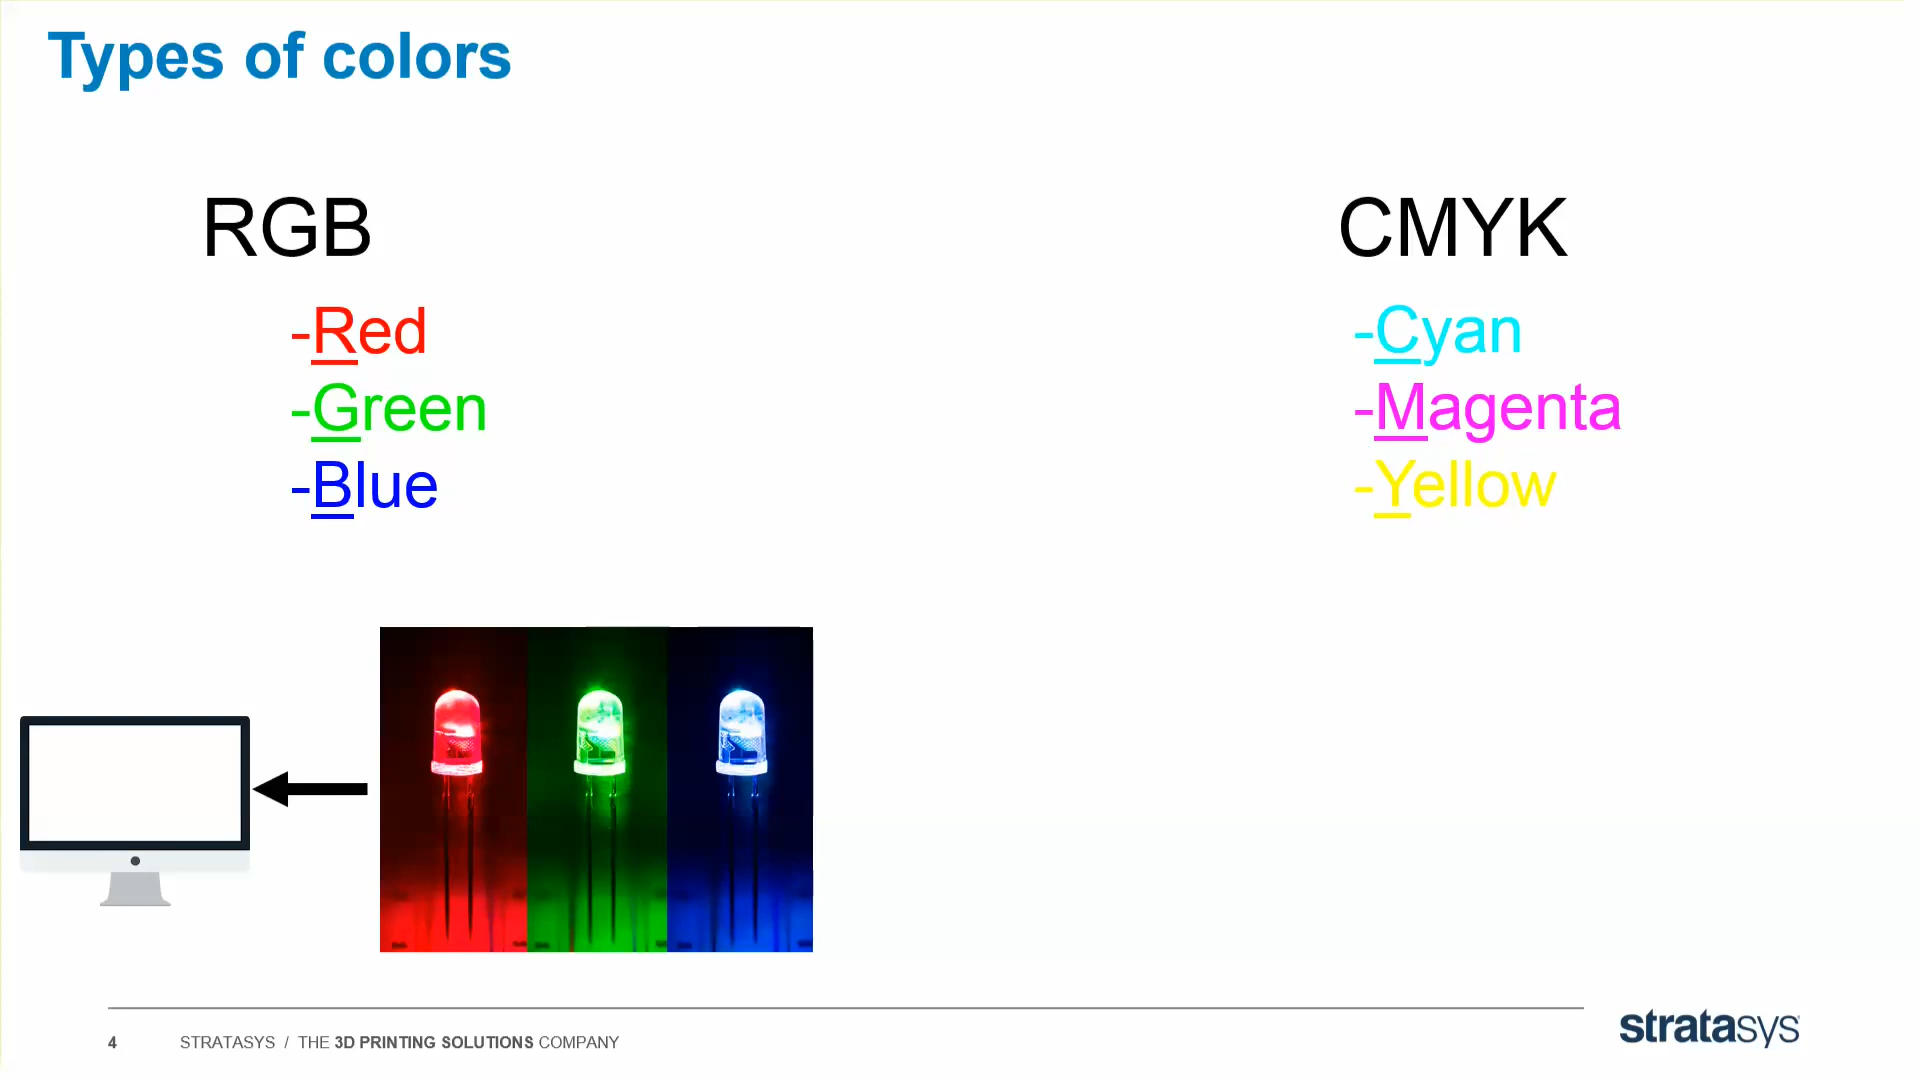 Types of colors
RGB
-Red
-Green
-Blue
CMYK
-Cyan
-Magenta
-Yellow
4 STRATASYS / THE 3D PRINTING SOLUTIONS COMPANY
stratasys